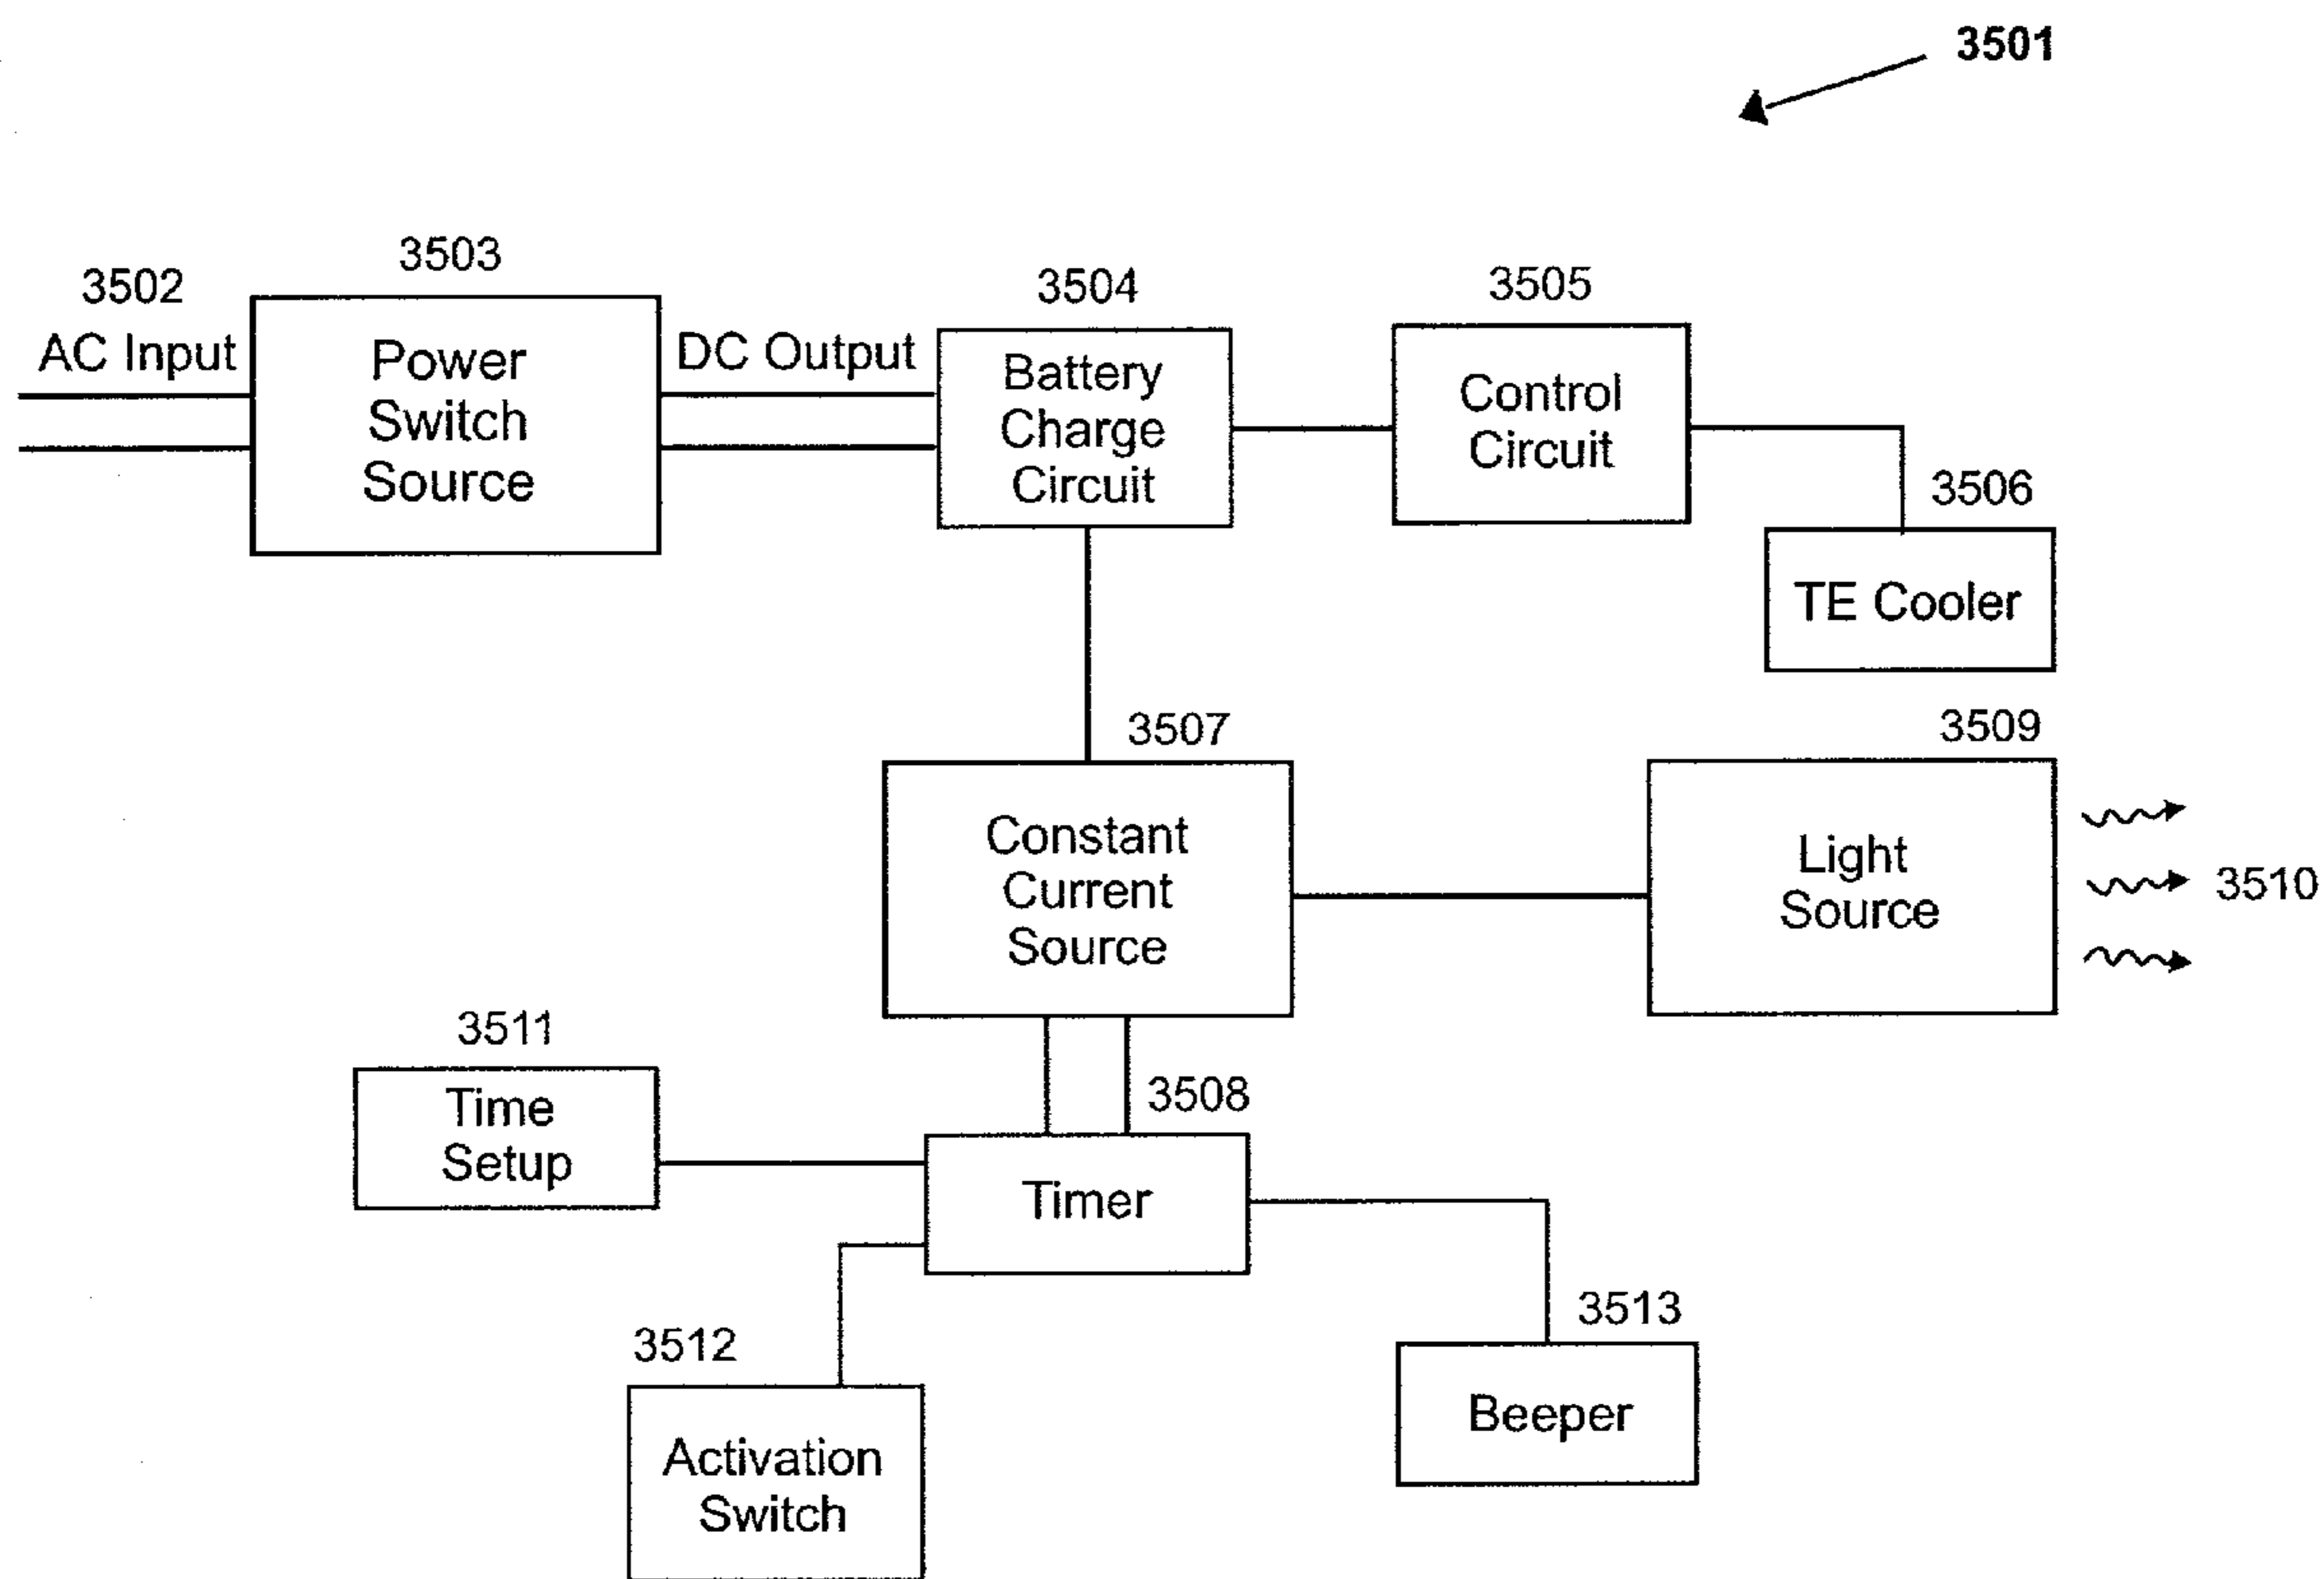 3501
3502
AC Input
3503
Power
Switch
Source
DC Output
3504
Battery
Charge
Circuit
3505
Control
Circuit
3506
TE Cooler
3507
Constant
Current
Source
3509
Light
Source
3510
3511
Time
Setup
3508
Timer
3512
Activation
Switch
3513
Beeper